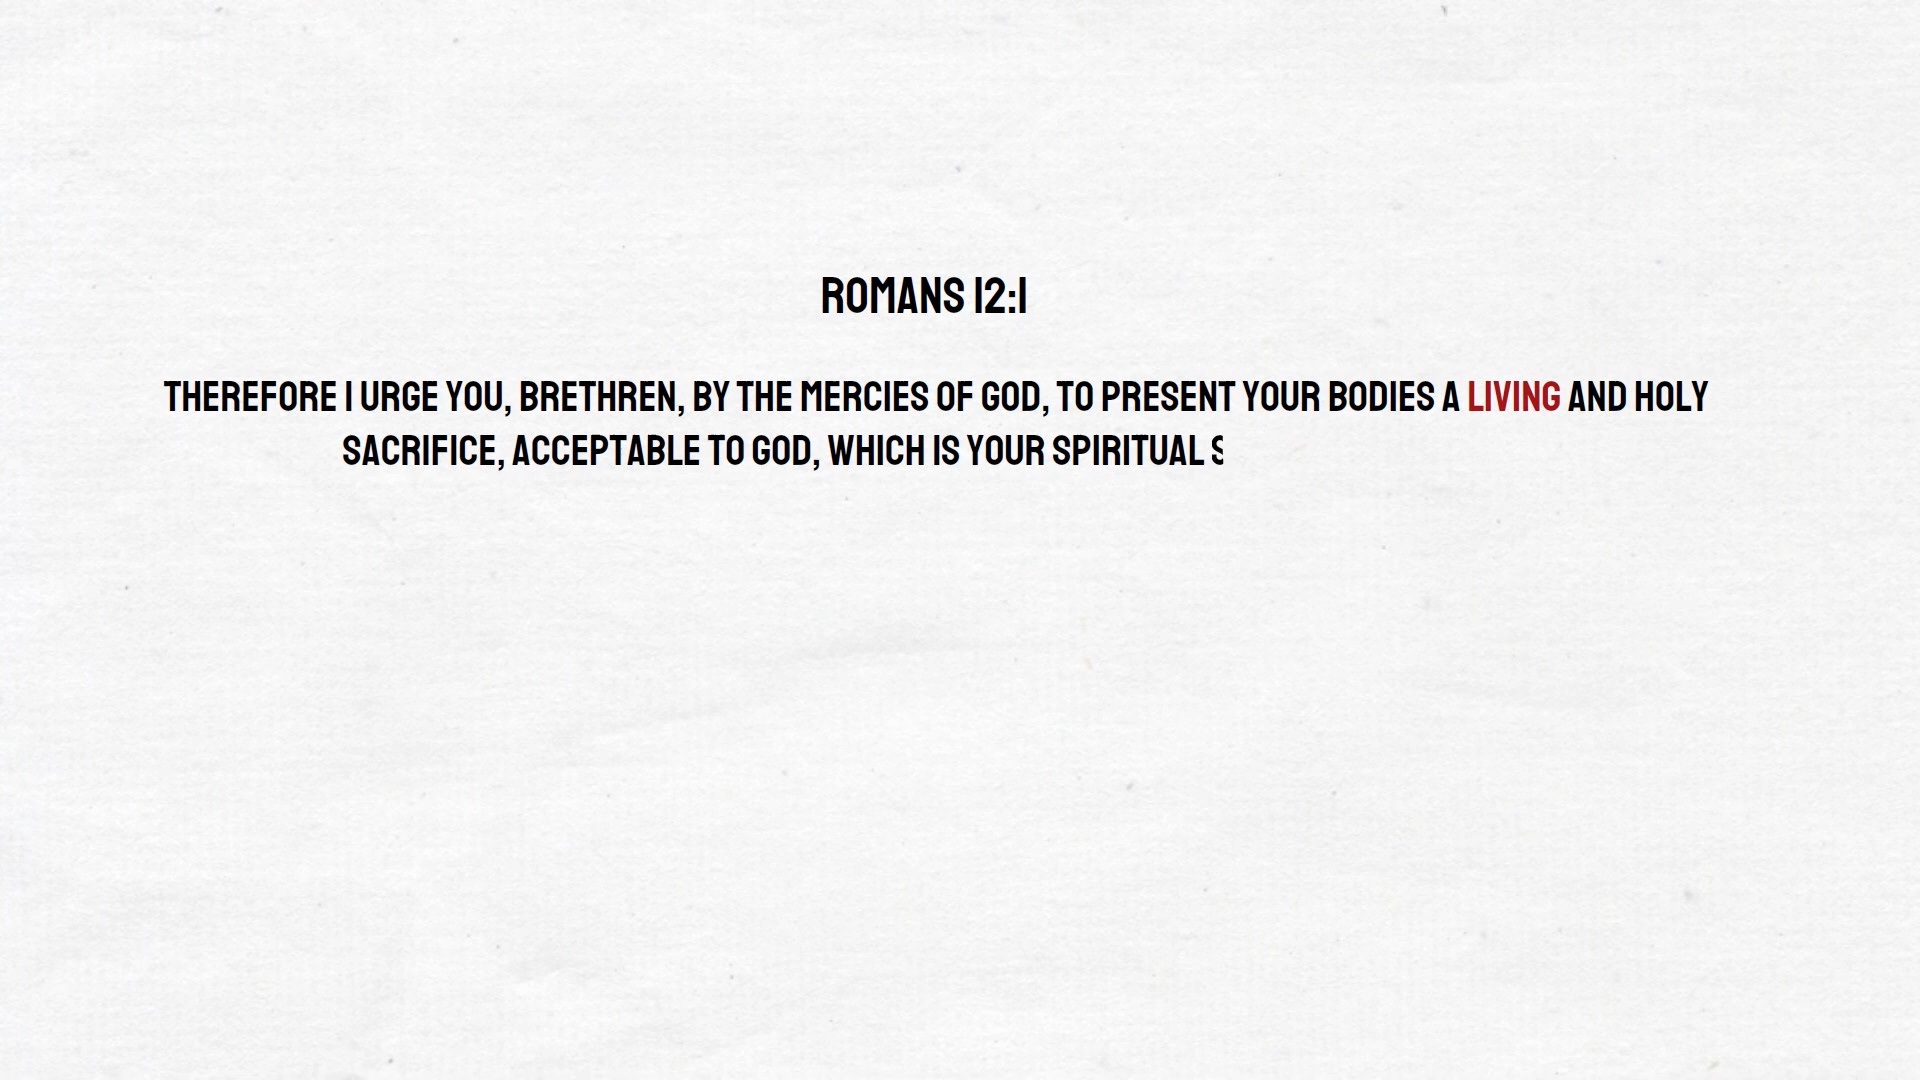 ROMANS 12:1
THEREFORE I URGE YOU, BRETHREN, BY THE MERCIES OF GOD, TO PRESENT YOUR BODIES A LIVING AND HOLY
SACRIFICE, ACCEPTABLE TO GOD, WHICH IS YOUR SPIRITUAL